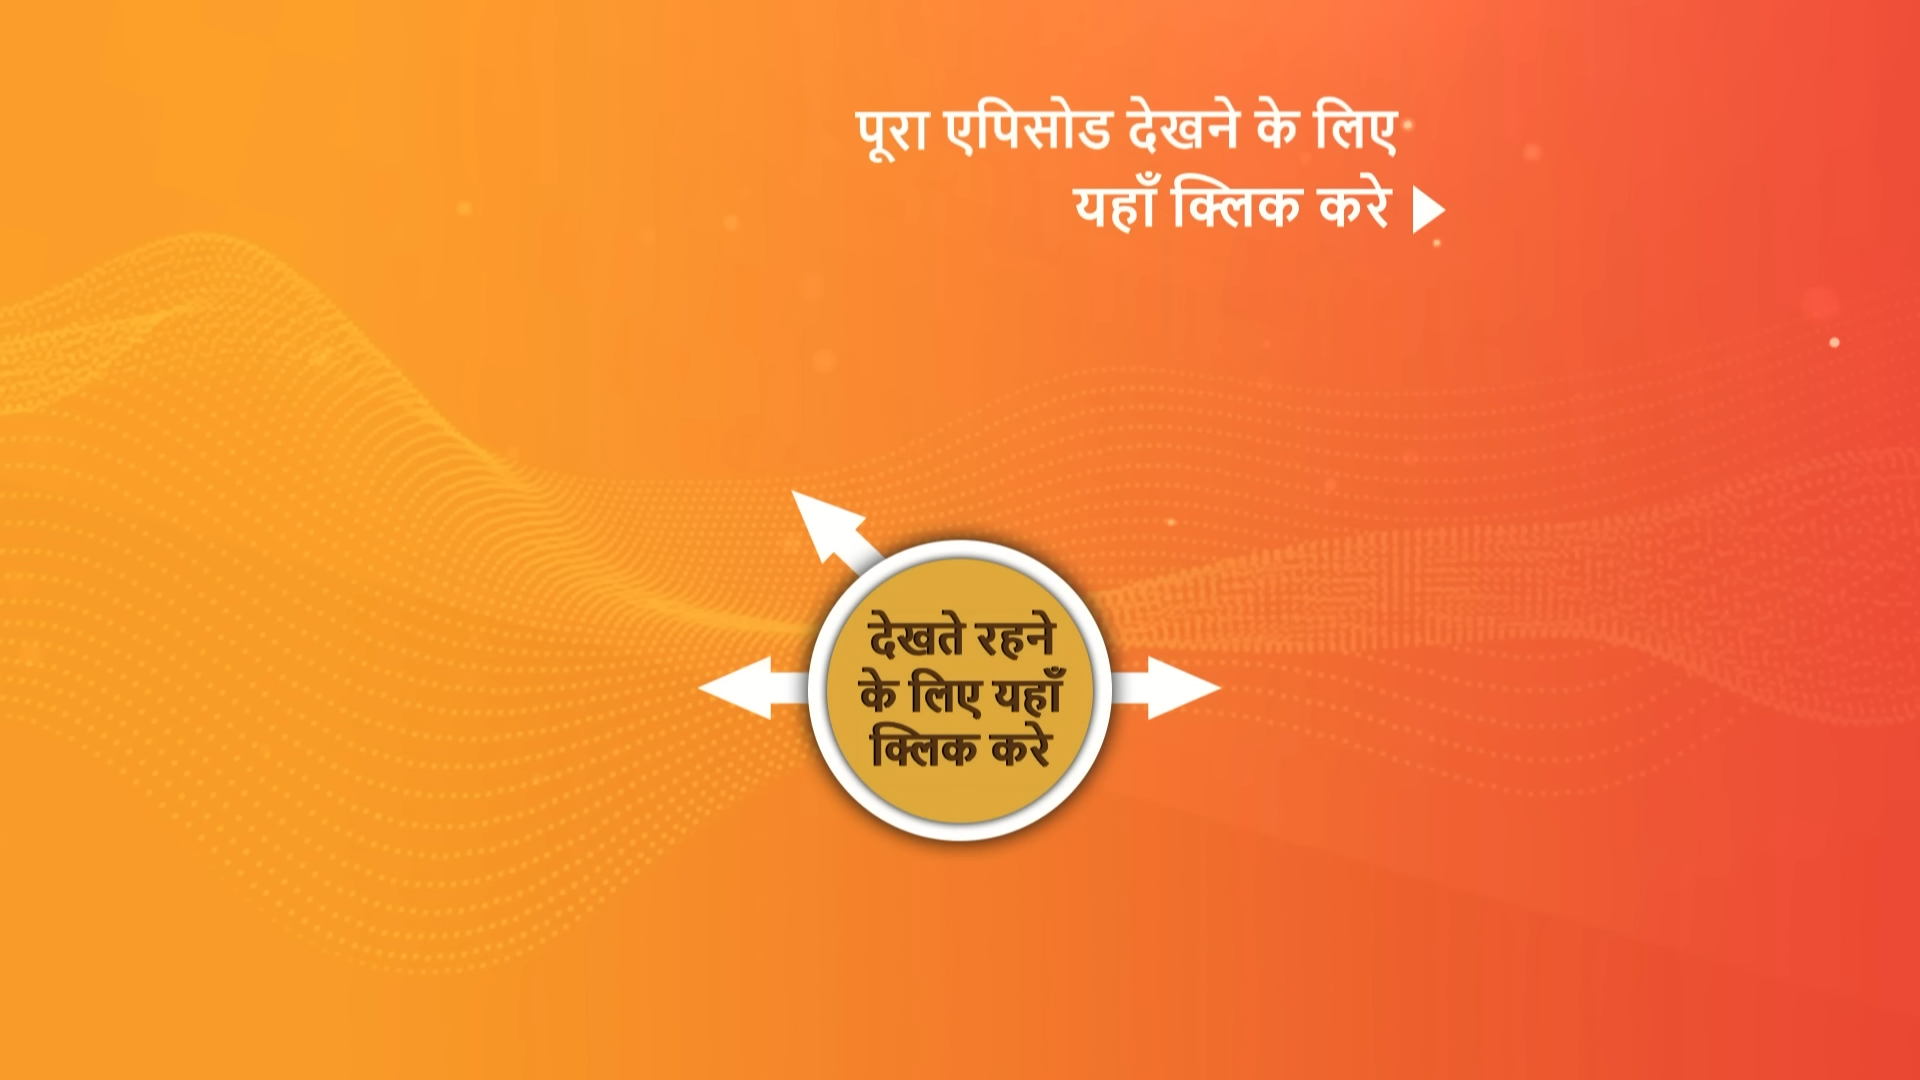 पूरा एपिसोड देखने के लिए
यहाँ क्लिक करे
देखते रहने
के लिए यहाँ
क्लिक करे